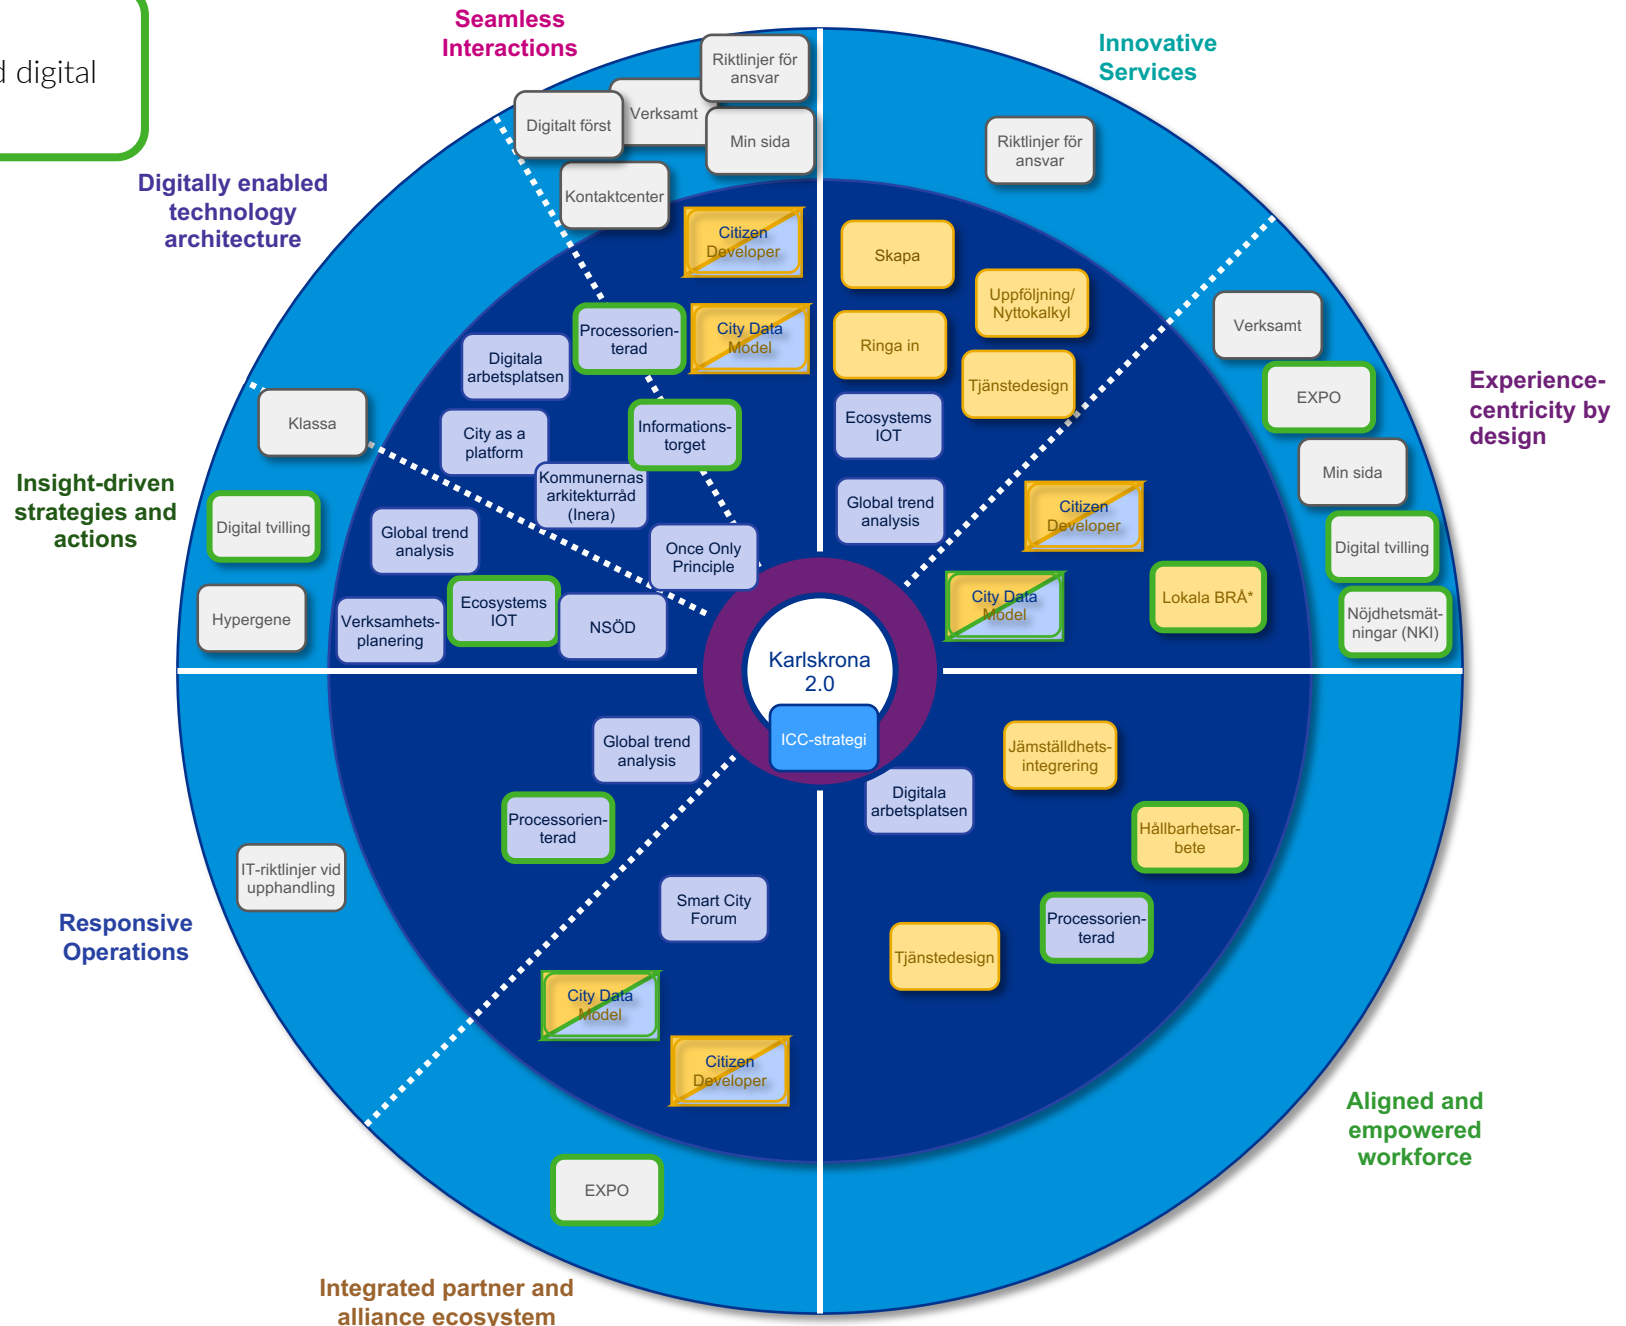 d digital
Seamless
Interactions
Innovative
Services
Digitally enabled
technology
architecture
Experience-
centricity by
design
Insight-driven
strategies and
actions
Responsive
Operations
Aligned and
empowered
workforce
Integrated partner and
alliance ecosystem
Riktlinjer för
ansvar
Verksamt
Digitalt först
Min sida
Kontaktcenter
Citizen
Developer
Processorien-
terad
City Data
Model
Digitala
arbetsplatsen
City as a
platform
Informations-
torget
Kommunernas
arkitekturråd
(Inera)
Once Only
Principle
Klassa
Digital tvilling
Hypergene
Global trend
analysis
Verksamhets-
planering
Ecosystems
IOT
NSÖD
Riktlinjer för
ansvar
Skapa
Uppföljning/
Nyttokalkyl
Ringa in
Tjänstedesign
Ecosystems
IOT
Global trend
analysis
Verksamt
EXPO
Min sida
Digital tvilling
Nöjdhetsmät-
ningar (NKI)
Citizen
Developer
City Data
Model
Lokala BRÅ*
Karlskrona
2.0
ICC-strategi
Global trend
analysis
Processorien-
terad
IT-riktlinjer vid
upphandling
Smart City
Forum
City Data
Model
Citizen
Developer
EXPO
Digitala
arbetsplatsen
Jämställdhets-
integrering
Hållbarhetsar-
bete
Processorien-
terad
Tjänstedesign